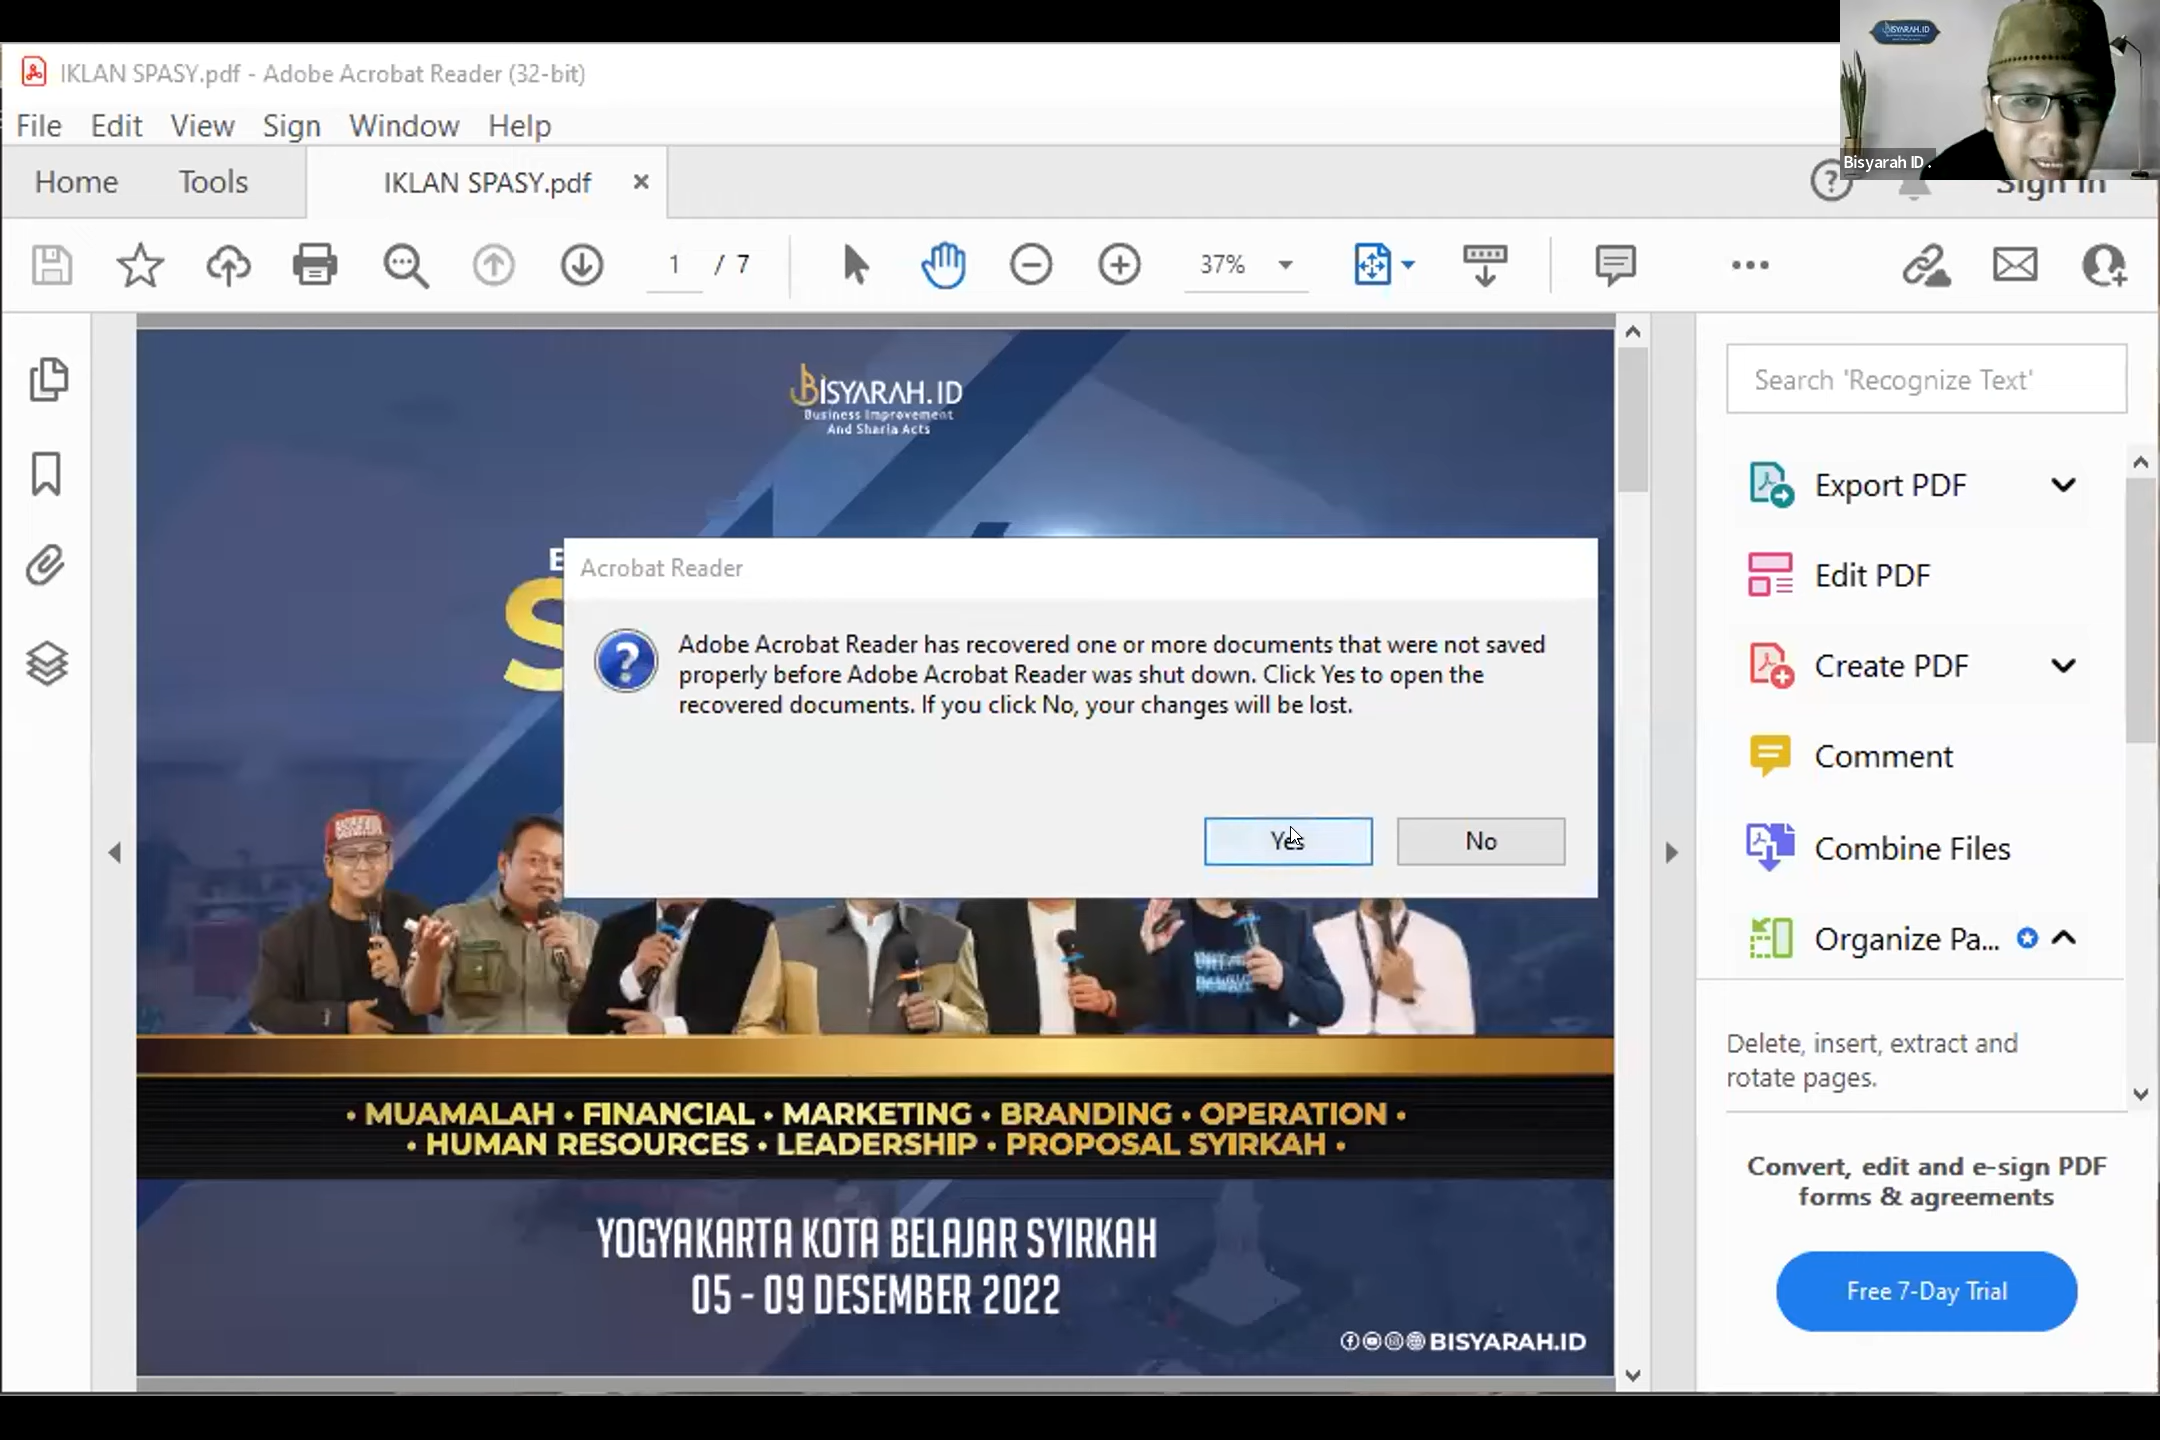 BISYARAH.ID
Bisyarah ID .
IKLAN SPASY.pdf - Adobe Acrobat Reader (32-bit)
File Edit View Sign Window Help
Home Tools IKLAN SPASY.pdf
Sign In
1 / 7
37%
BISYARAH.ID
Business Improvement
And Sharia Acts
Search 'Recognize Text'
Export PDF
Edit PDF
Create PDF
Comment
Combine Files
Organize Pa...
Delete, insert, extract and
rotate pages.
Convert, edit and e-sign PDF
forms & agreements
Free 7-Day Trial
Acrobat Reader
Adobe Acrobat Reader has recovered one or more documents that were not saved
properly before Adobe Acrobat Reader was shut down. Click Yes to open the
recovered documents. If you click No, your changes will be lost.
Yes No
• MUAMALAH • FINANCIAL • MARKETING • BRANDING • OPERATION •
• HUMAN RESOURCES • LEADERSHIP • PROPOSAL SYIRKAH •
YOGYAKARTA KOTA BELAJAR SYIRKAH
05 - 09 DESEMBER 2022
BISYARAH.ID